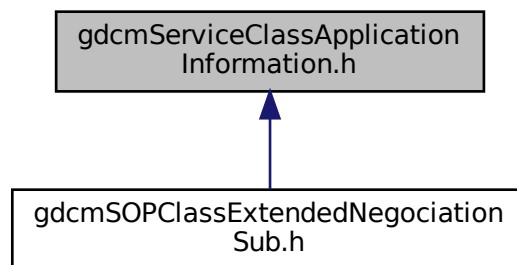 gdcmServiceClassApplication
Information.h
gdcmSOPClassExtendedNegociation
Sub.h